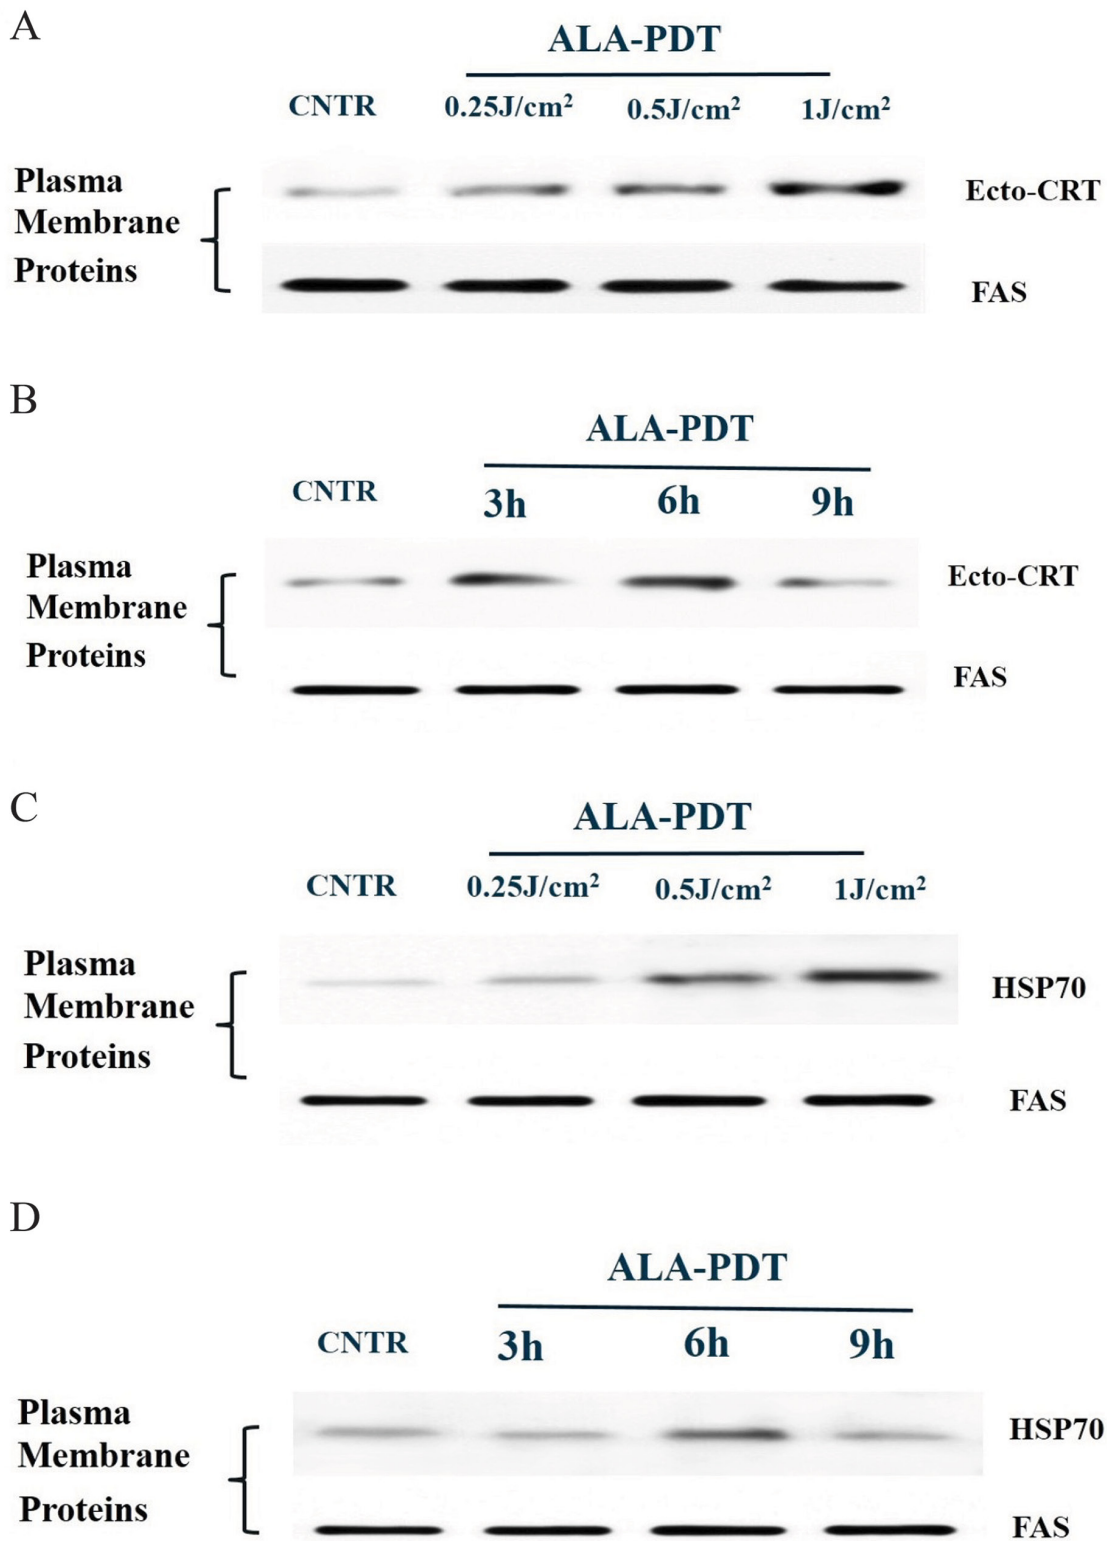 A
ALA-PDT
CNTR 0.25J/cm² 0.5J/cm² 1J/cm²
Plasma
Membrane
Proteins
Ecto-CRT
FAS
B
ALA-PDT
CNTR 3h 6h 9h
Plasma
Membrane
Proteins
Ecto-CRT
FAS
C
ALA-PDT
CNTR 0.25J/cm² 0.5J/cm² 1J/cm²
Plasma
Membrane
Proteins
HSP70
FAS
D
ALA-PDT
CNTR 3h 6h 9h
Plasma
Membrane
Proteins
HSP70
FAS